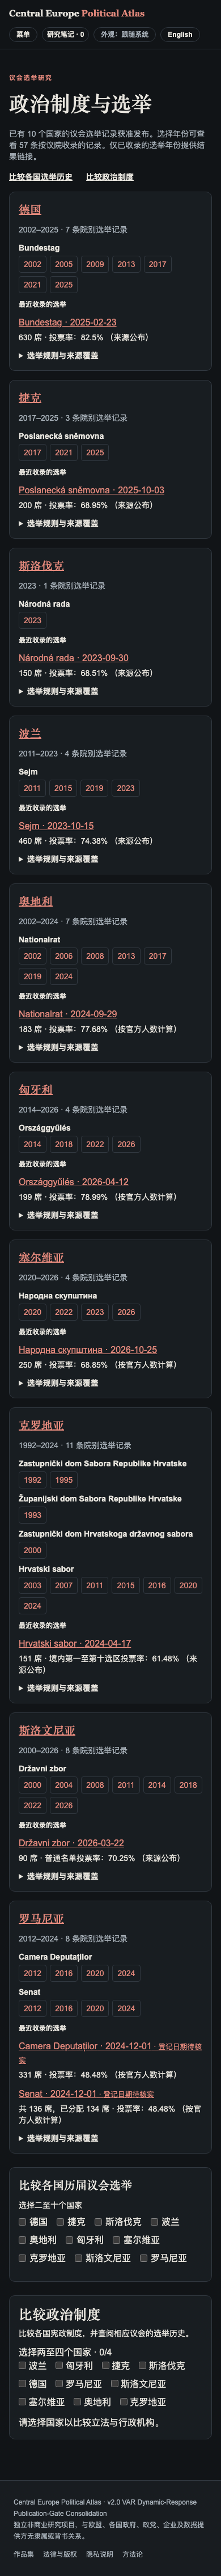 Central European Political Atlas
菜单
研究笔记 · 0
外观：跟随系统
English
议会选举研究
政治制度与选举
已有 10 个国家的议会选举记录获准发布。选择年份可查
看 57 条按议院收录的记录。仅已收录的选举年份提供结
果链接。
比较各国选举历史 比较政治制度
德国
2002–2025 · 7 条院别选举记录
Bundestag
2002 2005 2009 2013 2017
2021 2025
最近收录的选举
Bundestag · 2025-02-23
630 席 · 投票率：82.5% （来源公布）
▶ 选举规则与来源覆盖
捷克
2017–2025 · 3 条院别选举记录
Poslanecká sněmovna
2017 2021 2025
最近收录的选举
Poslanecká sněmovna · 2025-10-03
200 席 · 投票率：68.95% （来源公布）
▶ 选举规则与来源覆盖
斯洛伐克
2023 · 1 条院别选举记录
Národná rada
2023
最近收录的选举
Národná rada · 2023-09-30
150 席 · 投票率：68.51% （来源公布）
▶ 选举规则与来源覆盖
波兰
2011–2023 · 4 条院别选举记录
Sejm
2011 2015 2019 2023
最近收录的选举
Sejm · 2023-10-15
460 席 · 投票率：74.38% （来源公布）
▶ 选举规则与来源覆盖
奥地利
2002–2024 · 7 条院别选举记录
Nationalrat
2002 2006 2008 2013 2017
2019 2024
最近收录的选举
Nationalrat · 2024-09-29
183 席 · 投票率：77.68% （按官方人数计算）
▶ 选举规则与来源覆盖
匈牙利
2014–2026 · 4 条院别选举记录
Országgyűlés
2014 2018 2022 2026
最近收录的选举
Országgyűlés · 2026-04-12
199 席 · 投票率：78.99% （按官方人数计算）
▶ 选举规则与来源覆盖
塞尔维亚
2020–2026 · 4 条院别选举记录
Народна скупштина
2020 2022 2023 2026
最近收录的选举
Народна скупштина · 2026-10-25
250 席 · 投票率：68.85% （按官方人数计算）
▶ 选举规则与来源覆盖
克罗地亚
1992–2024 · 11 条院别选举记录
Zastupnički dom Sabora Republike Hrvatske
1992 1995
Županijski dom Sabora Republike Hrvatske
1993
Zastupnički dom Hrvatskoga državnog sabora
2000
Hrvatski sabor
2003 2007 2011 2015 2016 2020
2024
最近收录的选举
Hrvatski sabor · 2024-04-17
151 席 · 境内第一至第十选区投票率：61.48% （来
源公布）
▶ 选举规则与来源覆盖
斯洛文尼亚
2000–2026 · 8 条院别选举记录
Državni zbor
2000 2004 2008 2011 2014 2018
2022 2026
最近收录的选举
Državni zbor · 2026-03-22
90 席 · 普通名单投票率：70.25% （来源公布）
▶ 选举规则与来源覆盖
罗马尼亚
2012–2024 · 8 条院别选举记录
Camera Deputaților
2012 2016 2020 2024
Senat
2012 2016 2020 2024
最近收录的选举
Camera Deputaților · 2024-12-01 · 登记日期待核
实
331 席 · 投票率：48.48% （按官方人数计算）
Senat · 2024-12-01 · 登记日期待核实
共 136 席，已分配 134 席 · 投票率：48.48% （按官
方人数计算）
▶ 选举规则与来源覆盖
比较各国历届议会选举
选择二至十个国家
德国 捷克 斯洛伐克 波兰
奥地利 匈牙利 塞尔维亚
克罗地亚 斯洛文尼亚 罗马尼亚
比较政治制度
比较各国宪政制度，并查阅相应议会的选举历史。
选择两至四个国家 · 0/4
波兰 匈牙利 捷克 斯洛伐克
德国 罗马尼亚 斯洛文尼亚
塞尔维亚 奥地利 克罗地亚
请选择国家以比较立法与行政机构。
Central European Political Atlas · v2.0 VAR Dynamic-Response
Publication-Gate Consolidation
独立非商业研究项目，与欧盟、各国政府、政党、企业及数据提
供方无隶属或背书关系。
作品集 法律与版权 隐私说明 方法论